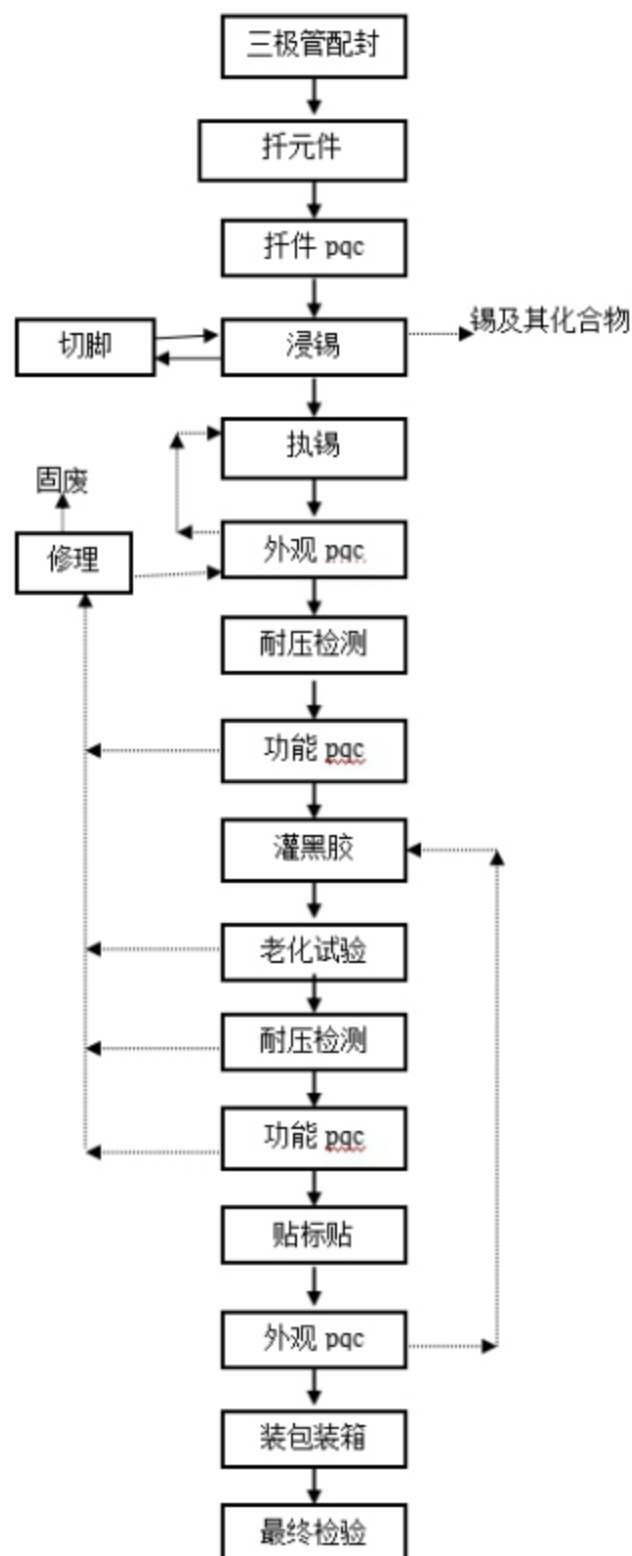 三极管配封
扦元件
扦件 pqc
切脚
浸锡
锡及其化合物
执锡
固废
外观 pqc
修理
耐压检测
功能 pqc
灌黑胶
老化试验
耐压检测
功能 pqc
贴标贴
外观 pqc
装包装箱
最终检验